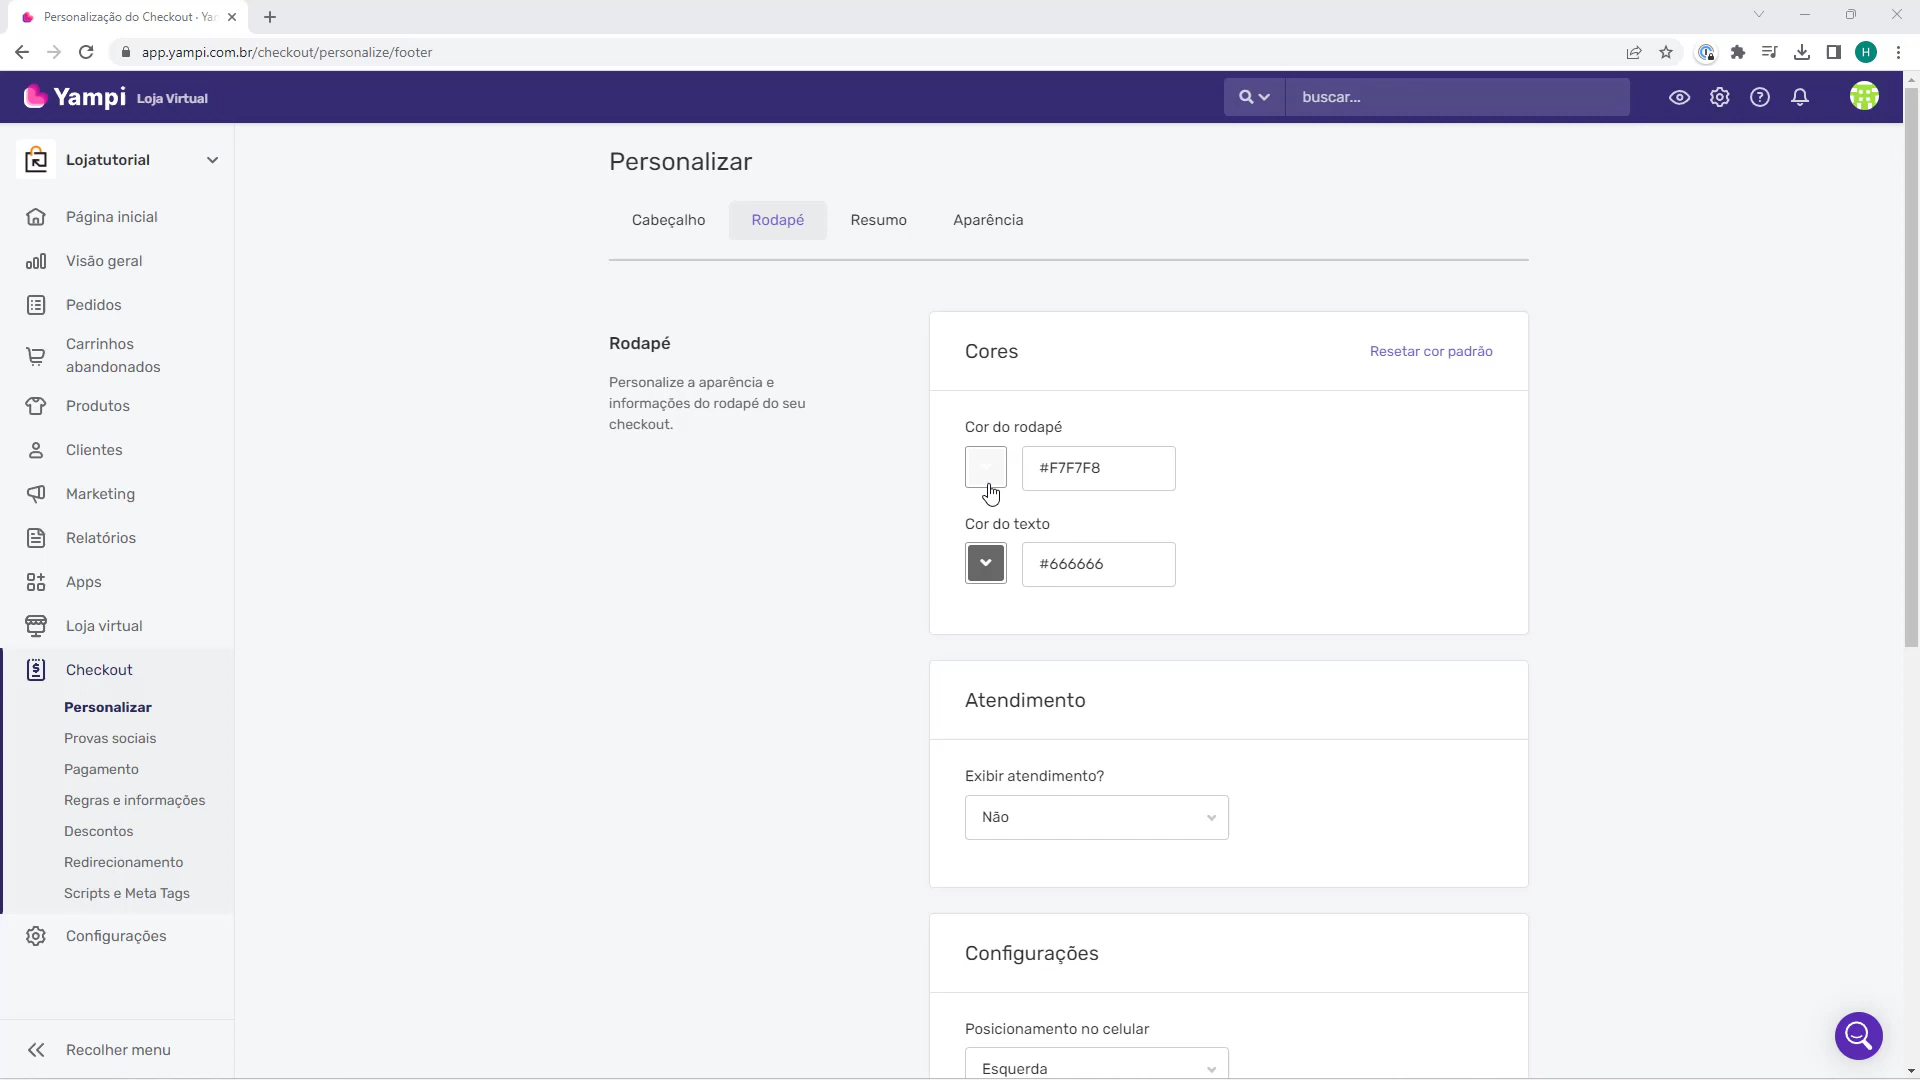 Personalização do Checkout · Yam
app.yampi.com.br/checkout/personalize/footer
H
Yampi Loja Virtual
buscar...
Lojatutorial
Página inicial
Visão geral
Pedidos
Carrinhos
abandonados
Produtos
Clientes
Marketing
Relatórios
Apps
Loja virtual
Checkout
Personalizar
Provas sociais
Pagamento
Regras e informações
Descontos
Redirecionamento
Scripts e Meta Tags
Configurações
Recolher menu
Personalizar
Cabeçalho Rodapé Resumo Aparência
Rodapé
Personalize a aparência e
informações do rodapé do seu
checkout.
Cores Resetar cor padrão
Cor do rodapé
#F7F7F8
Cor do texto
#666666
Atendimento
Exibir atendimento?
Não
Configurações
Posicionamento no celular
Esquerda